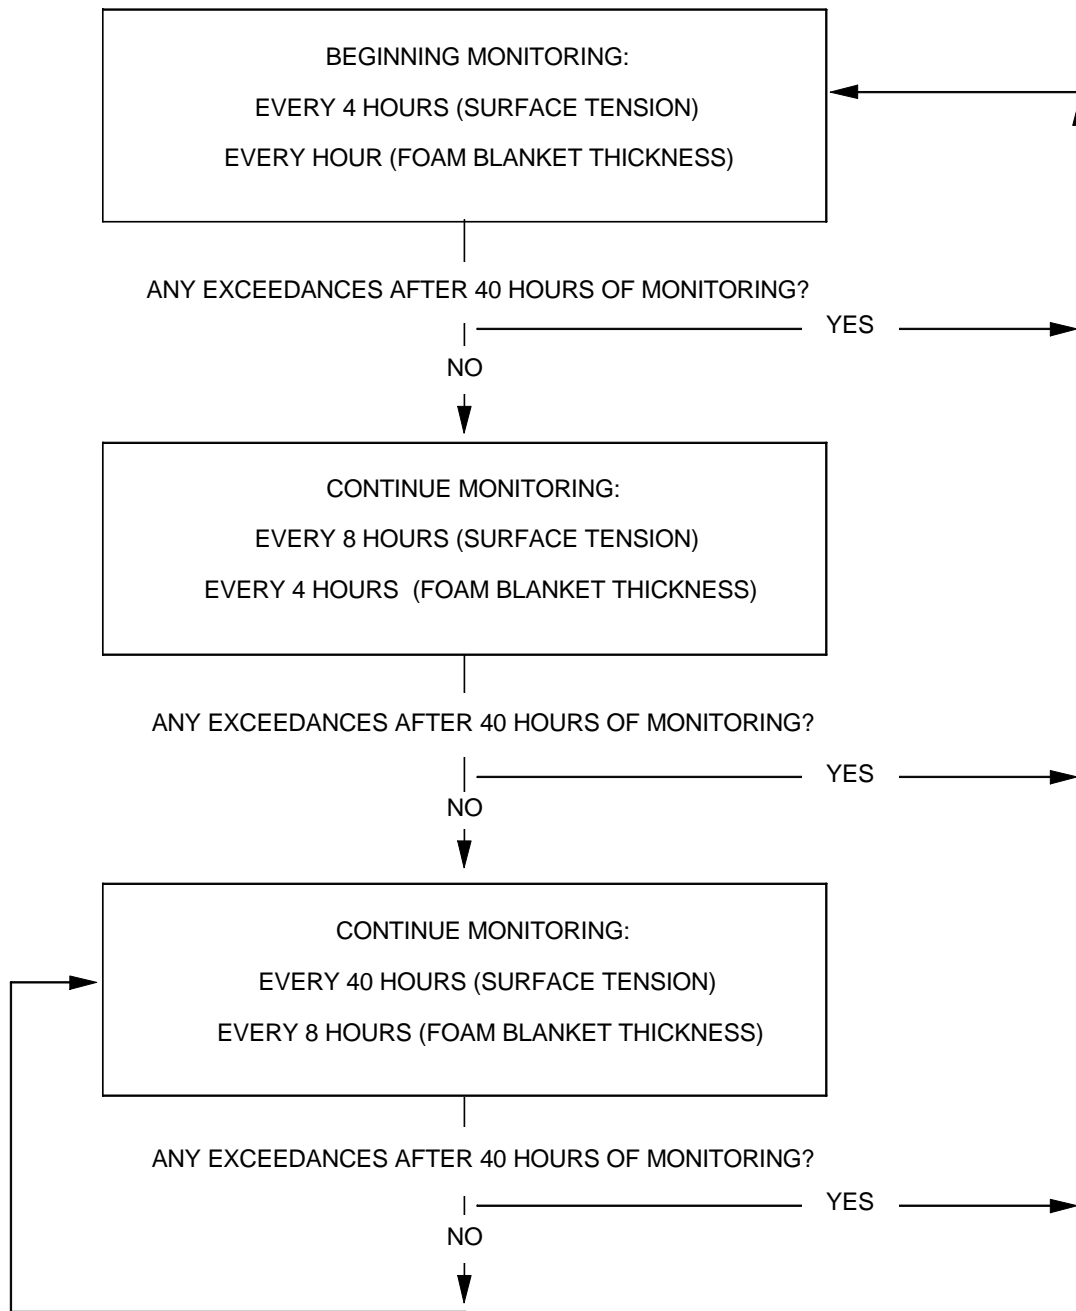 BEGINNING MONITORING:
EVERY 4 HOURS (SURFACE TENSION)
EVERY HOUR (FOAM BLANKET THICKNESS)
ANY EXCEEDANCES AFTER 40 HOURS OF MONITORING?
YES
NO
CONTINUE MONITORING:
EVERY 8 HOURS (SURFACE TENSION)
EVERY 4 HOURS (FOAM BLANKET THICKNESS)
ANY EXCEEDANCES AFTER 40 HOURS OF MONITORING?
YES
NO
CONTINUE MONITORING:
EVERY 40 HOURS (SURFACE TENSION)
EVERY 8 HOURS (FOAM BLANKET THICKNESS)
ANY EXCEEDANCES AFTER 40 HOURS OF MONITORING?
YES
NO